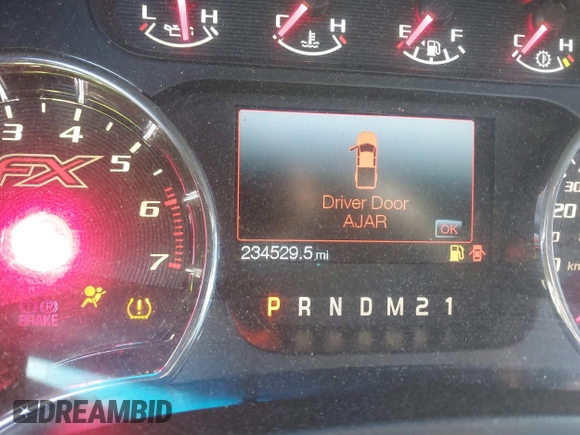 L H C H E F C H
3 4 5 6 7
FX
Driver Door
AJAR
OK
234529.5 mi
P R N D M 2 1
BRAKE
DREAMBID